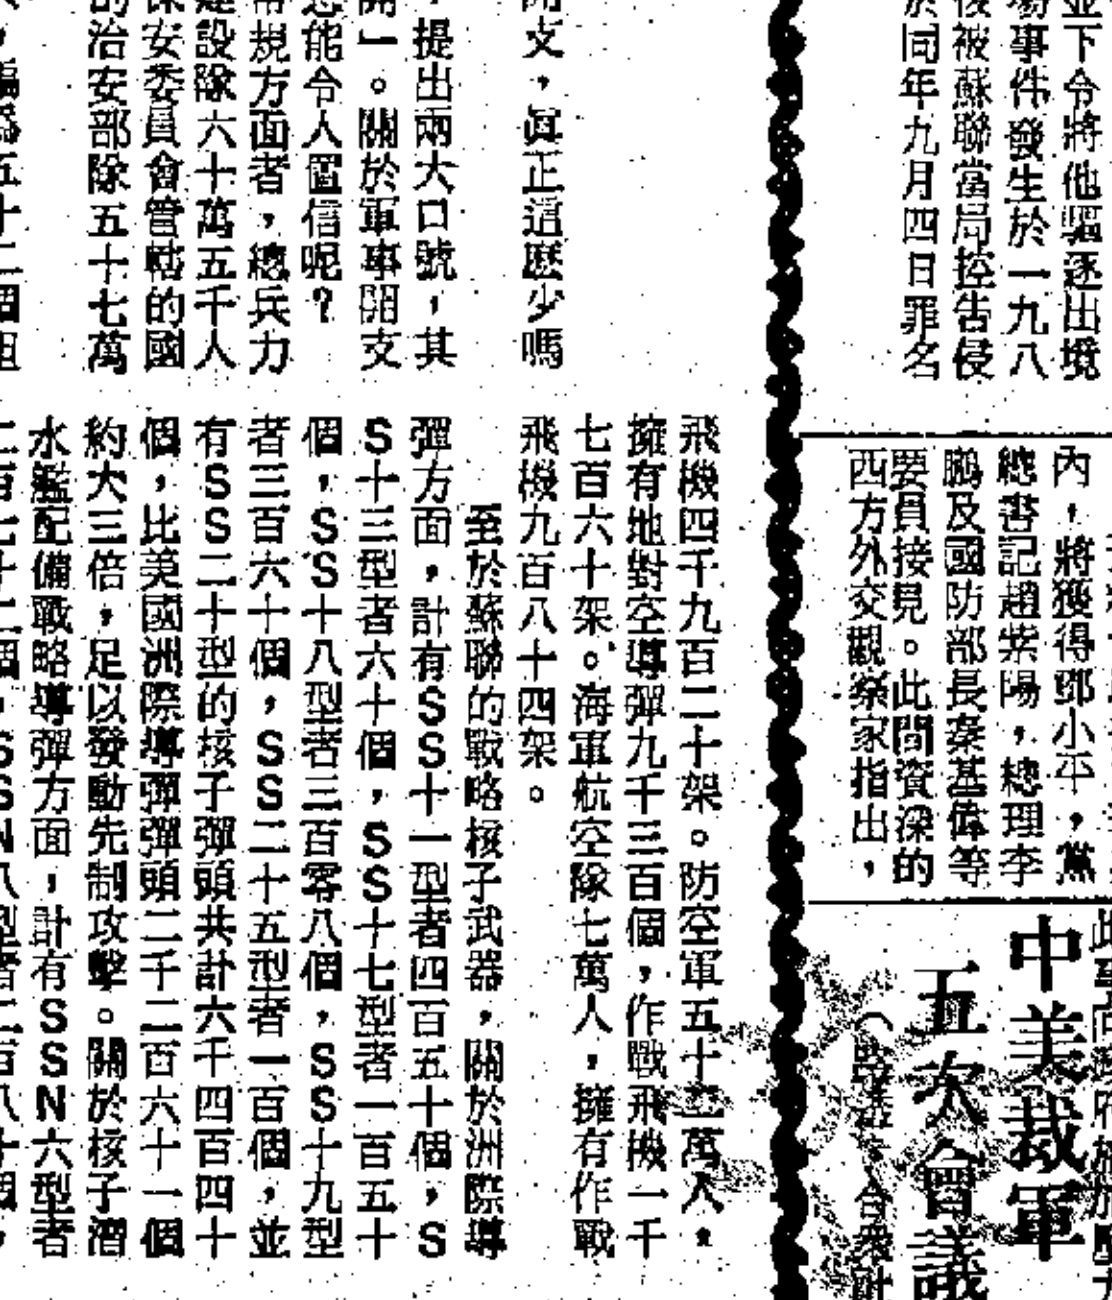 並下令將他驅逐出境
場事件發生於一九八
後被蘇聯當局控告侵
於同年九月四日罪名
內，將獲得鄧小平，黨
總書記趙紫陽，總理李
鵬及國防部長秦基偉等
要員接見。此間資深的
西方外交觀察家指出，
中美裁軍
五次會議
開支，眞正這麼少嗎
提出兩大口號，其
開」。關於軍事開支
怎能令人置信呢？
常規方面者，總兵力
建設隊六十萬五千人
保安委員會管轄的國
的治安部隊五十七萬
，編爲五十二個
飛機四千九百二十架。防空軍五十二萬人，
擁有地對空導彈九千三百個，作戰飛機一千
七百六十架。海軍航空隊七萬人，擁有作戰
飛機九百八十四架。
至於蘇聯的戰略核子武器，關於洲際導
彈方面，計有ＳＳ十一型者四百五十個，Ｓ
Ｓ十三型者六十個，ＳＳ十七型者一百五十
個，ＳＳ十八型者三百零八個，ＳＳ十九型
者三百六十個，ＳＳ二十五型者一百個，並
有ＳＳ二十型的核子彈頭共計六千四百四十
個，比美國洲際導彈彈頭二千二百六十一個
約大三倍，足以發動先制攻擊。關於核子潛
水艦配備戰略導彈方面，計有ＳＳＮ六型者
二百七十二個，ＳＳＮ八型者二百八十個，